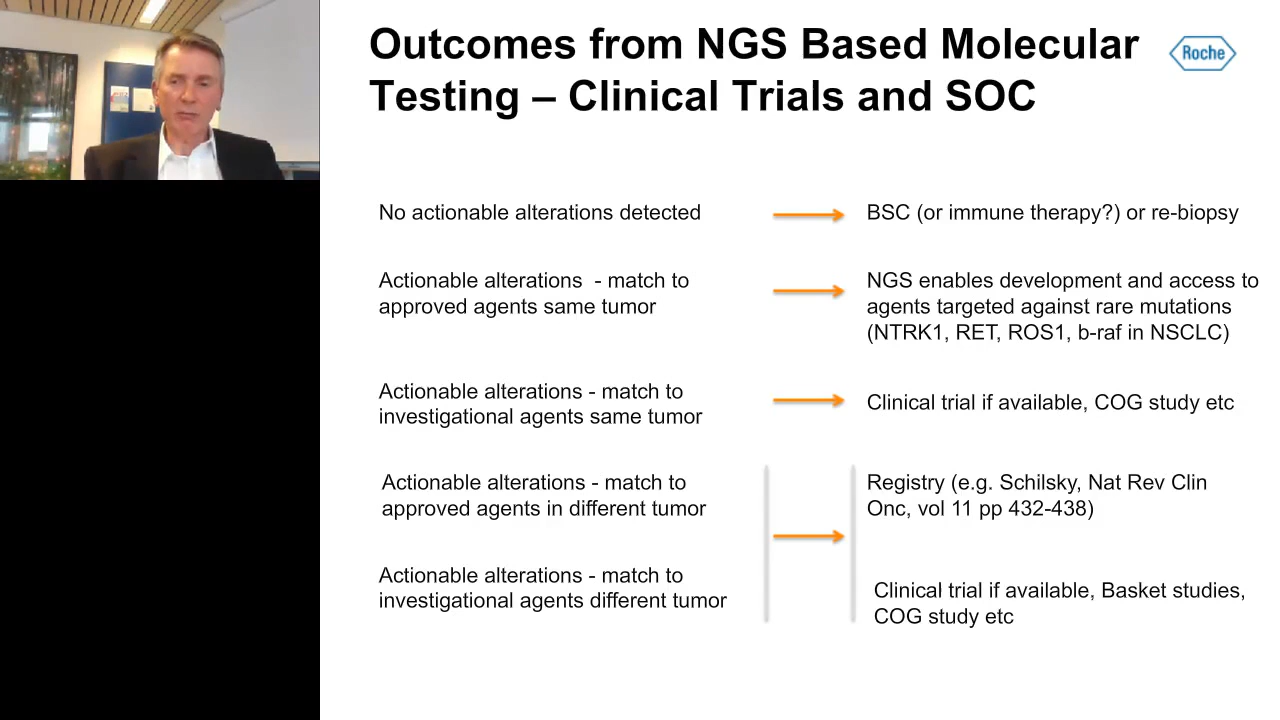 Outcomes from NGS Based Molecular
Testing – Clinical Trials and SOC
Roche
No actionable alterations detected
BSC (or immune therapy?) or re-biopsy
Actionable alterations  - match to
approved agents same tumor
NGS enables development and access to
agents targeted against rare mutations
(NTRK1, RET, ROS1, b-raf in NSCLC)
Actionable alterations - match to
investigational agents same tumor
Clinical trial if available, COG study etc
Actionable alterations - match to
approved agents in different tumor
Registry (e.g. Schilsky, Nat Rev Clin
Onc, vol 11 pp 432-438)
Actionable alterations - match to
investigational agents different tumor
Clinical trial if available, Basket studies,
COG study etc